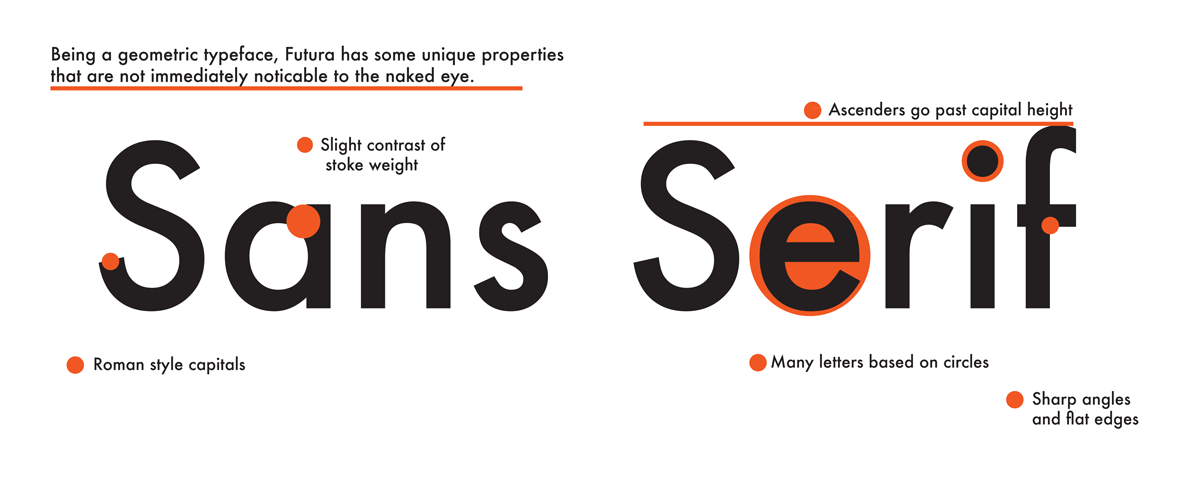 Being a geometric typeface, Futura has some unique properties
that are not immediately noticable to the naked eye.
Ascenders go past capital height
Slight contrast of
stoke weight
Sans Serif
Roman style capitals
Many letters based on circles
Sharp angles
and flat edges